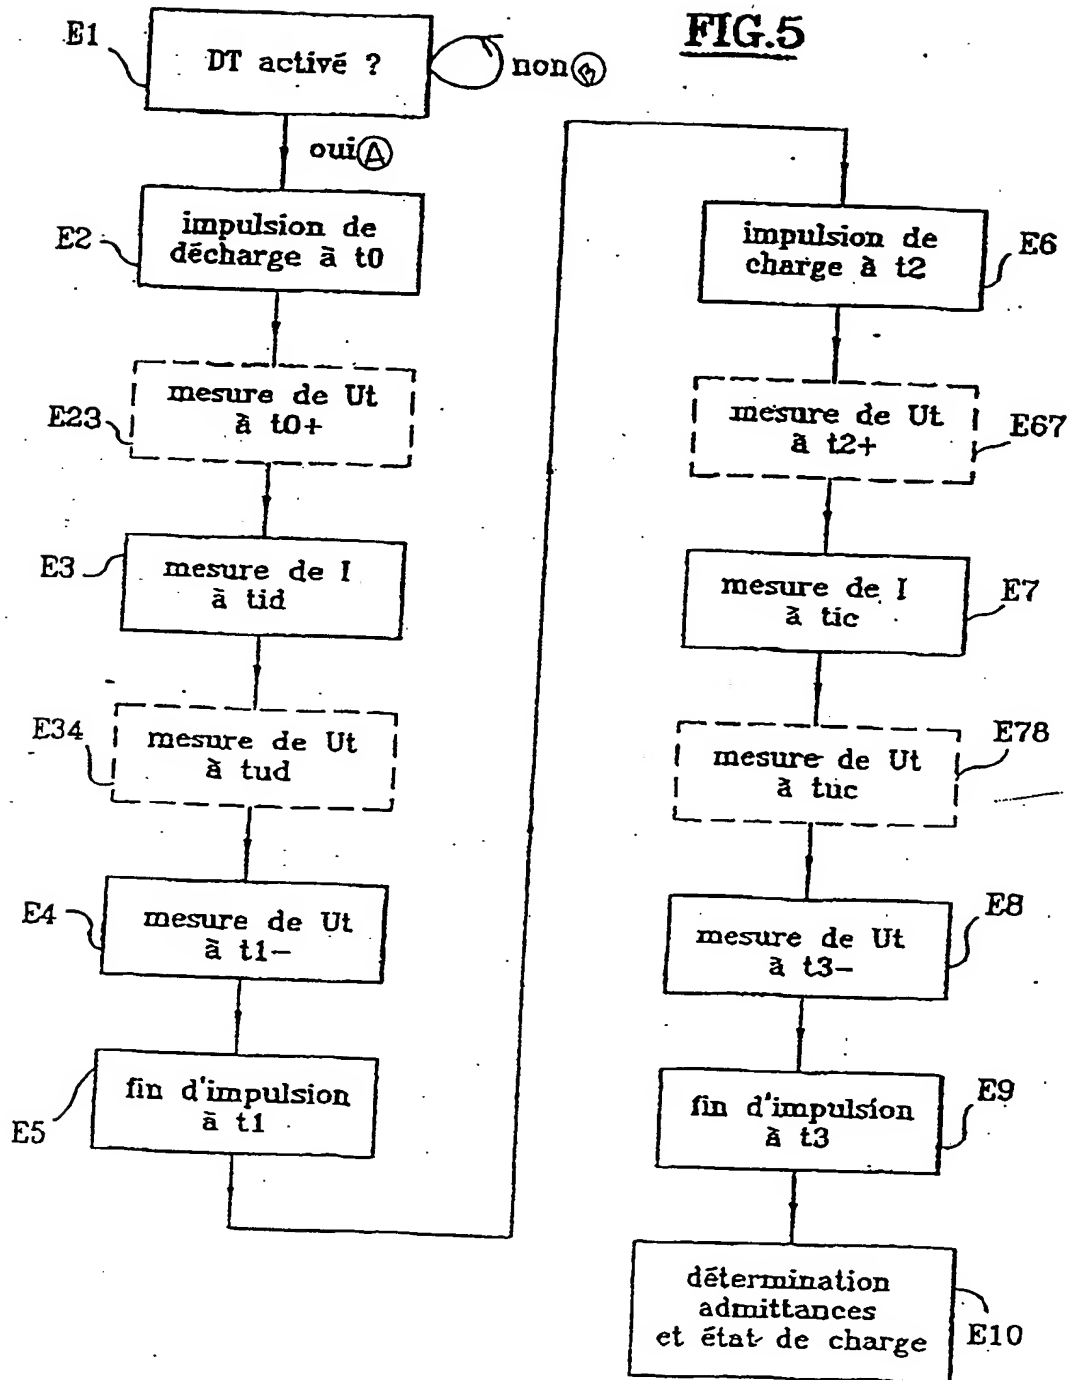 FIG.5
E1
DT activé ?
non B
oui A
E2
impulsion de
décharge à t0
E23
mesure de Ut
à t0+
E3
mesure de I
à tid
E34
mesure de Ut
à tud
E4
mesure de Ut
à t1-
E5
fin d'impulsion
à t1
impulsion de
charge à t2
E6
mesure de Ut
à t2+
E67
mesure de I
à tic
E7
mesure de Ut
à tuc
E78
mesure de Ut
à t3-
E8
fin d'impulsion
à t3
E9
détermination
admittances
et état de charge
E10